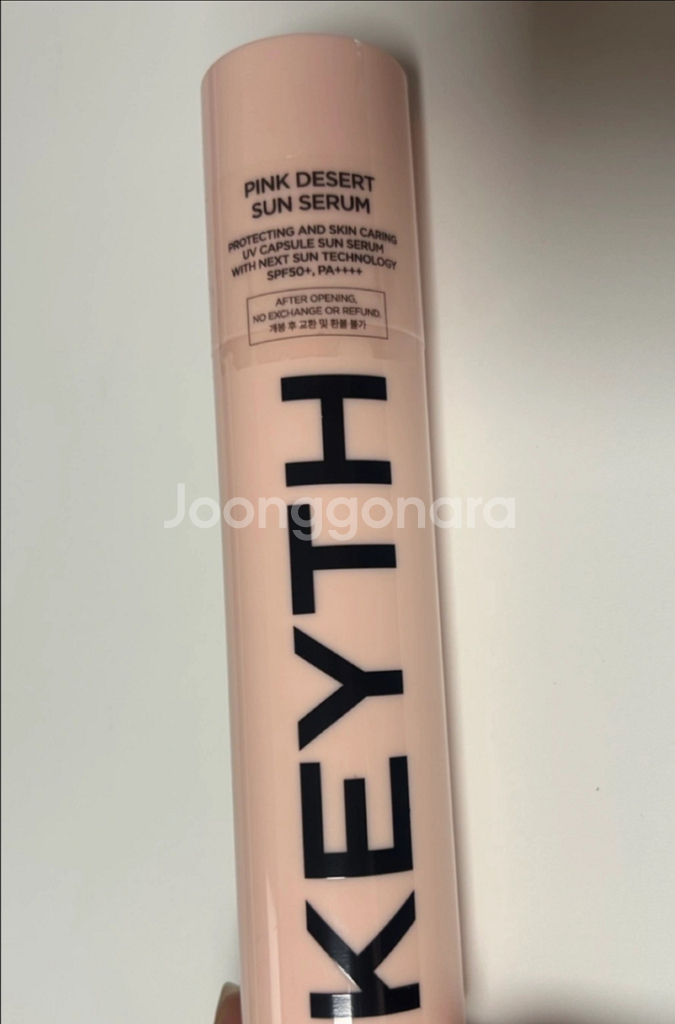 PINK DESERT
SUN SERUM
PROTECTING AND SKIN CARING
UV CAPSULE SUN SERUM
WITH NEXT SUN TECHNOLOGY
SPF50+, PA++++
AFTER OPENING,
NO EXCHANGE OR REFUND.
개봉 후 교환 및 환불 불가
KEYTH
Joonggonara